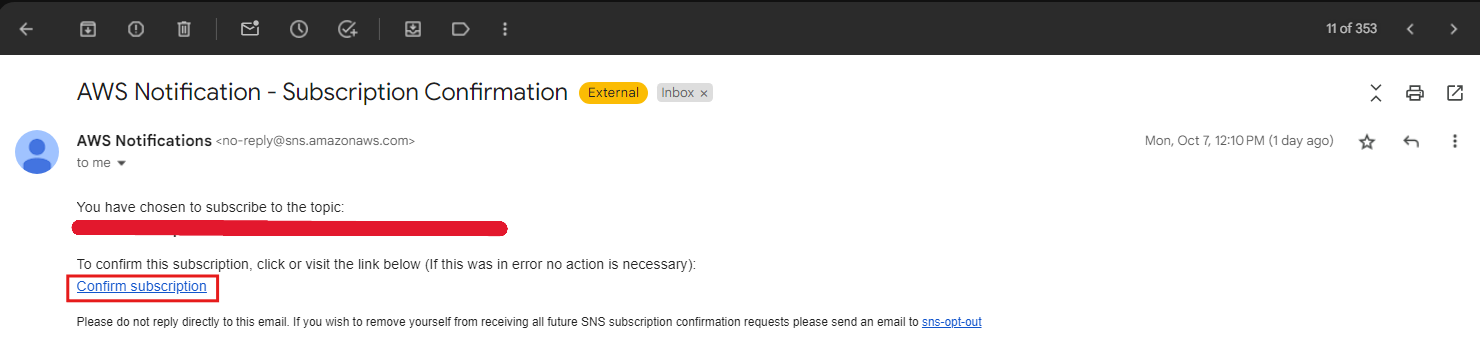 11 of 353
AWS Notification - Subscription Confirmation External Inbox ×
AWS Notifications <no-reply@sns.amazonaws.com> Mon, Oct 7, 12:10 PM (1 day ago)
to me
You have chosen to subscribe to the topic:
To confirm this subscription, click or visit the link below (If this was in error no action is necessary):
Confirm subscription
Please do not reply directly to this email. If you wish to remove yourself from receiving all future SNS subscription confirmation requests please send an email to sns-opt-out